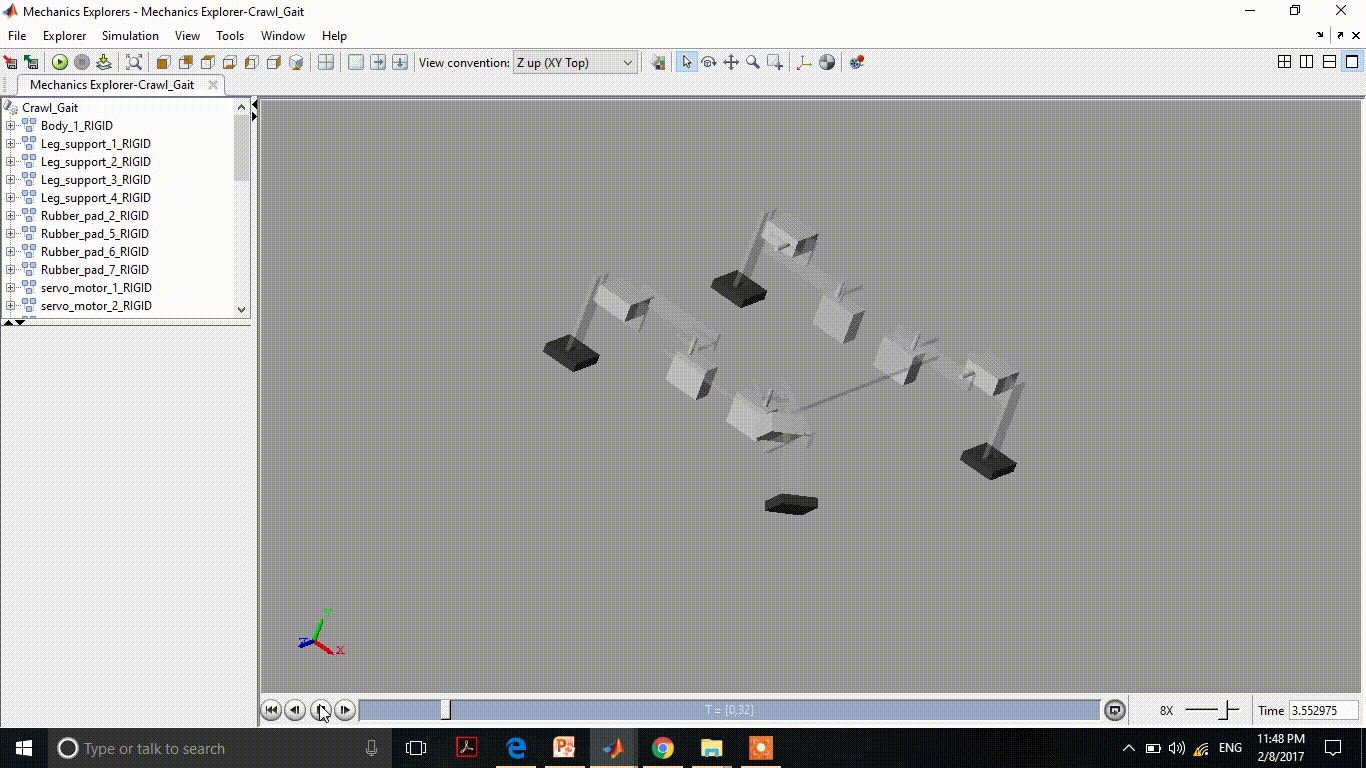 Mechanics Explorers - Mechanics Explorer-Crawl_Gait
File Explorer Simulation View Tools Window Help
View convention: Z up (XY Top)
Mechanics Explorer-Crawl_Gait
Crawl_Gait
Body_1_RIGID
Leg_support_1_RIGID
Leg_support_2_RIGID
Leg_support_3_RIGID
Leg_support_4_RIGID
Rubber_pad_2_RIGID
Rubber_pad_5_RIGID
Rubber_pad_6_RIGID
Rubber_pad_7_RIGID
servo_motor_1_RIGID
servo_motor_2_RIGID
Y
Z
X
T = [0,32]
8X
Time 3.552975
Type or talk to search
ENG
11:48 PM
2/8/2017